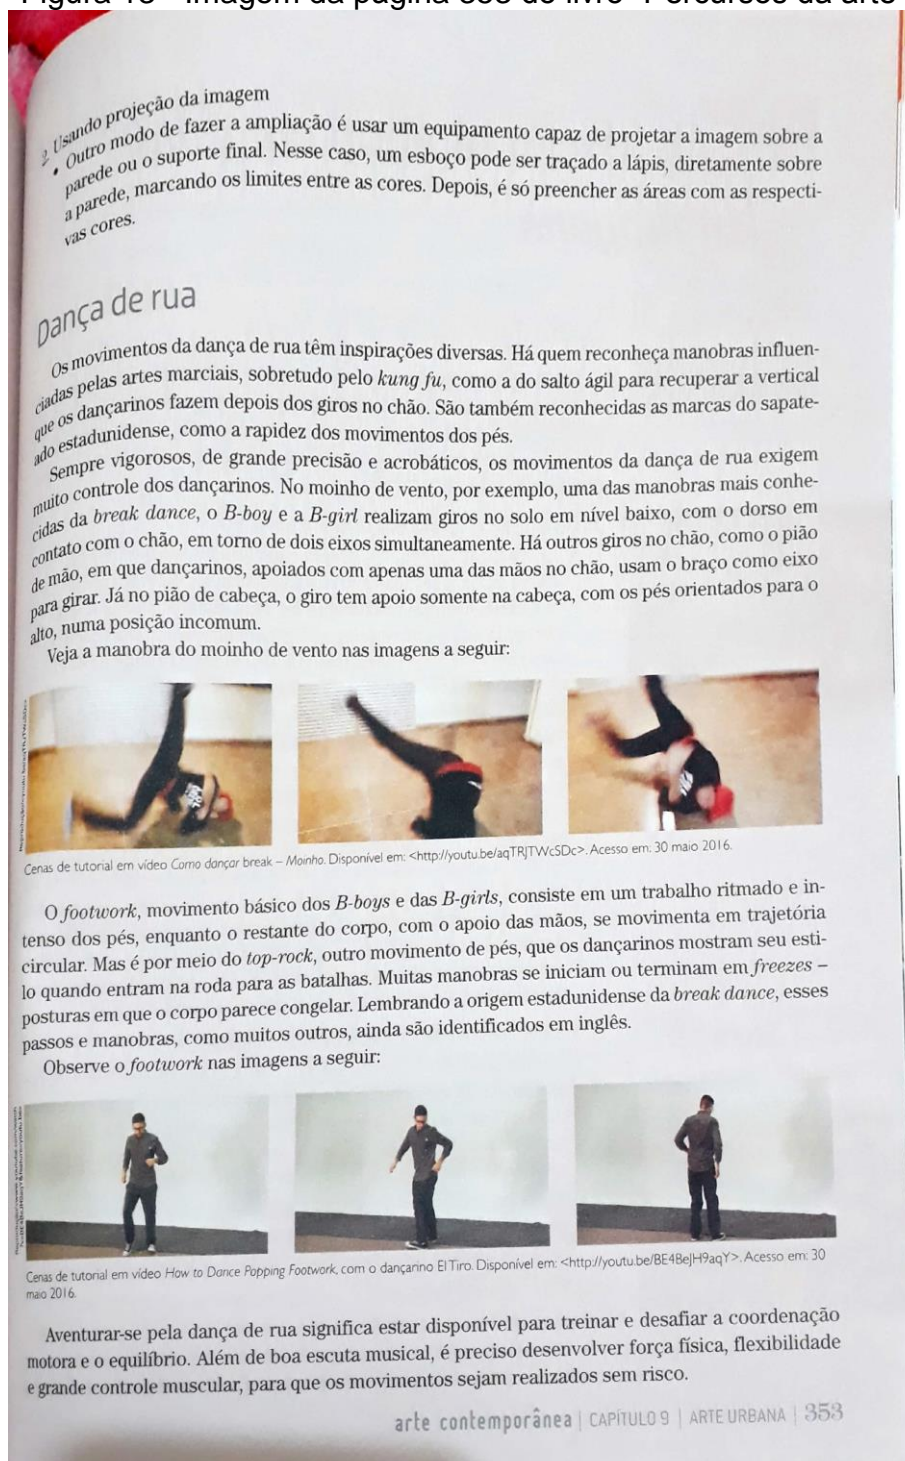 2. Usando projeção da imagem
• Outro modo de fazer a ampliação é usar um equipamento capaz de projetar a imagem sobre a
parede ou o suporte final. Nesse caso, um esboço pode ser traçado a lápis, diretamente sobre
a parede, marcando os limites entre as cores. Depois, é só preencher as áreas com as respecti-
vas cores.
Dança de rua
Os movimentos da dança de rua têm inspirações diversas. Há quem reconheça manobras influen-
ciadas pelas artes marciais, sobretudo pelo kung fu, como a do salto ágil para recuperar a vertical
que os dançarinos fazem depois dos giros no chão. São também reconhecidas as marcas do sapate-
ado estadunidense, como a rapidez dos movimentos dos pés.
Sempre vigorosos, de grande precisão e acrobáticos, os movimentos da dança de rua exigem
muito controle dos dançarinos. No moinho de vento, por exemplo, uma das manobras mais conhe-
cidas da break dance, o B-boy e a B-girl realizam giros no solo em nível baixo, com o dorso em
contato com o chão, em torno de dois eixos simultaneamente. Há outros giros no chão, como o pião
de mão, em que dançarinos, apoiados com apenas uma das mãos no chão, usam o braço como eixo
para girar. Já no pião de cabeça, o giro tem apoio somente na cabeça, com os pés orientados para o
alto, numa posição incomum.
Veja a manobra do moinho de vento nas imagens a seguir:
Cenas de tutorial em vídeo Como dançar break – Moinho. Disponível em: <http://youtu.be/aqTRJTWcSDc>. Acesso em: 30 maio 2016.
O footwork, movimento básico dos B-boys e das B-girls, consiste em um trabalho ritmado e in-
tenso dos pés, enquanto o restante do corpo, com o apoio das mãos, se movimenta em trajetória
circular. Mas é por meio do top-rock, outro movimento de pés, que os dançarinos mostram seu esti-
lo quando entram na roda para as batalhas. Muitas manobras se iniciam ou terminam em freezes –
posturas em que o corpo parece congelar. Lembrando a origem estadunidense da break dance, esses
passos e manobras, como muitos outros, ainda são identificados em inglês.
Observe o footwork nas imagens a seguir:
Cenas de tutorial em vídeo How to Dance Popping Footwork, com o dançarino El Tiro. Disponível em: <http://youtu.be/BE4BeJH9aqY>. Acesso em: 30
maio 2016.
Aventurar-se pela dança de rua significa estar disponível para treinar e desafiar a coordenação
motora e o equilíbrio. Além de boa escuta musical, é preciso desenvolver força física, flexibilidade
e grande controle muscular, para que os movimentos sejam realizados sem risco.
arte contemporânea | CAPÍTULO 9 | ARTE URBANA | 353